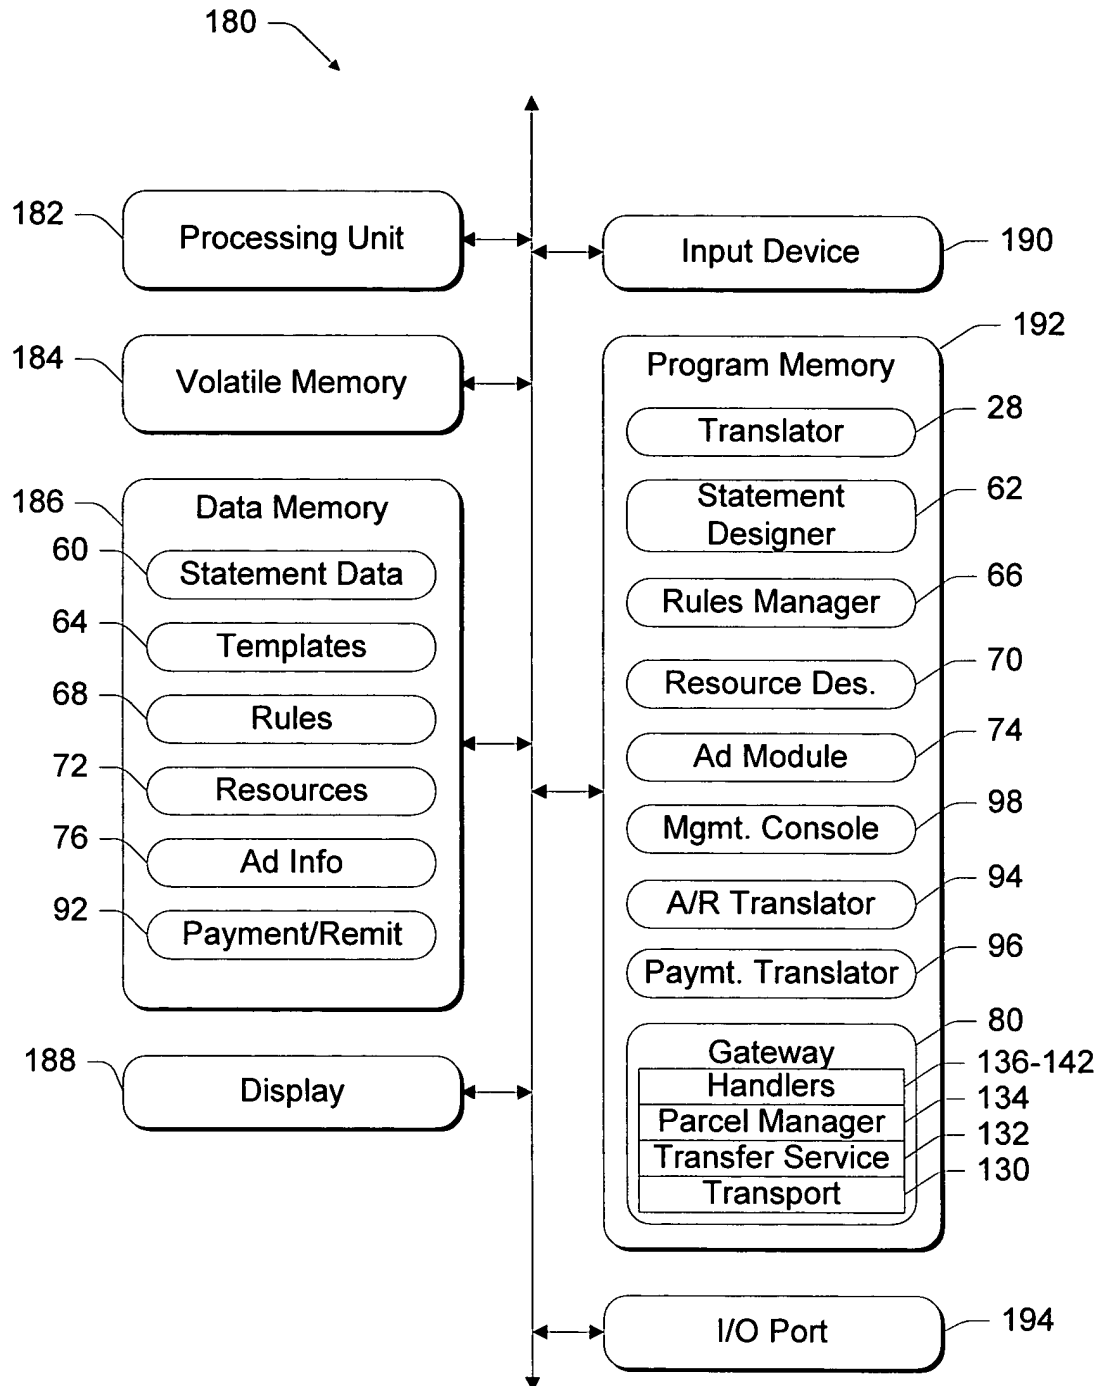 180
182
Processing Unit
184
Volatile Memory
186
Data Memory
60
Statement Data
64
Templates
68
Rules
72
Resources
76
Ad Info
92
Payment/Remit
188
Display
Input Device
190
192
Program Memory
Translator
28
Statement
Designer
62
Rules Manager
66
Resource Des.
70
Ad Module
74
Mgmt. Console
98
A/R Translator
94
Paymt. Translator
96
80
Gateway
Handlers
136-142
Parcel Manager
134
Transfer Service
132
Transport
130
I/O Port
194